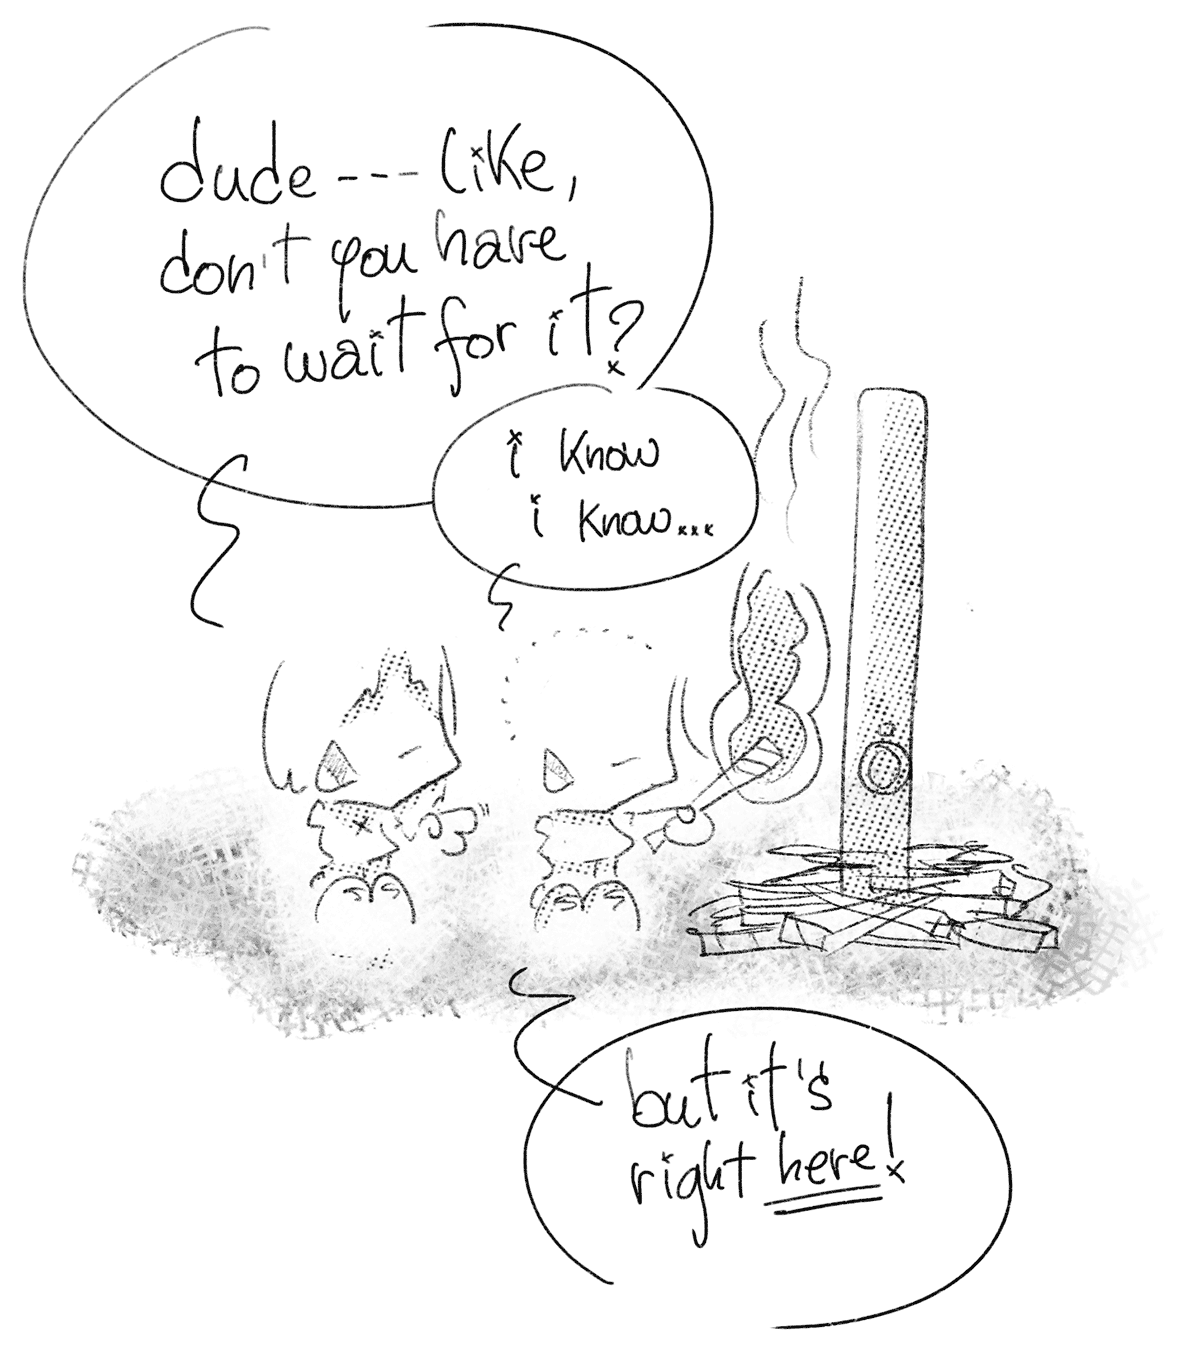 dude --- like,
don't you have
to wait for it?
i know
i know...
but it's
right here!